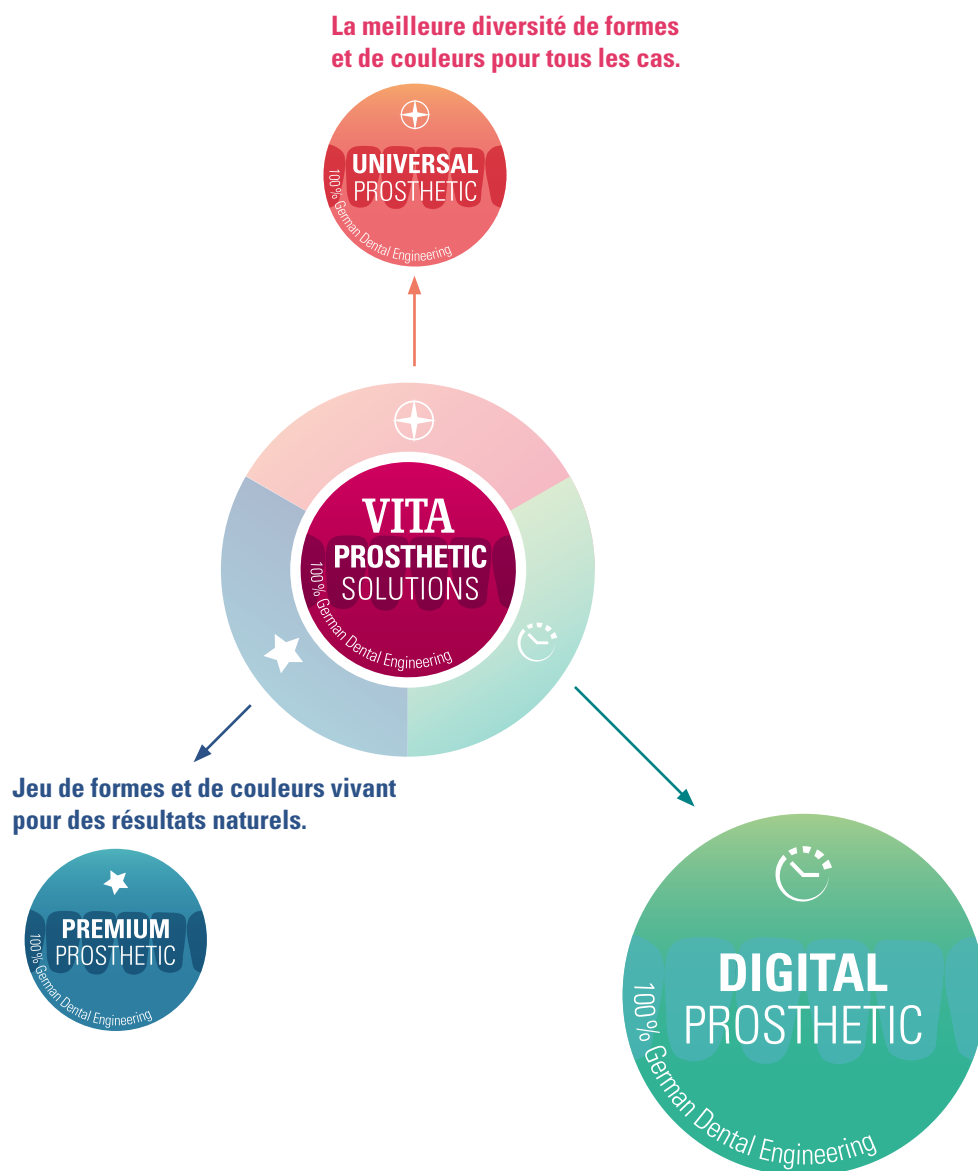 La meilleure diversité de formes
et de couleurs pour tous les cas.
UNIVERSAL
PROSTHETIC
100 % German Dental Engineering
VITA
PROSTHETIC
SOLUTIONS
100 % German Dental Engineering
Jeu de formes et de couleurs vivant
pour des résultats naturels.
PREMIUM
PROSTHETIC
100 % German Dental Engineering
DIGITAL
PROSTHETIC
100 % German Dental Engineering